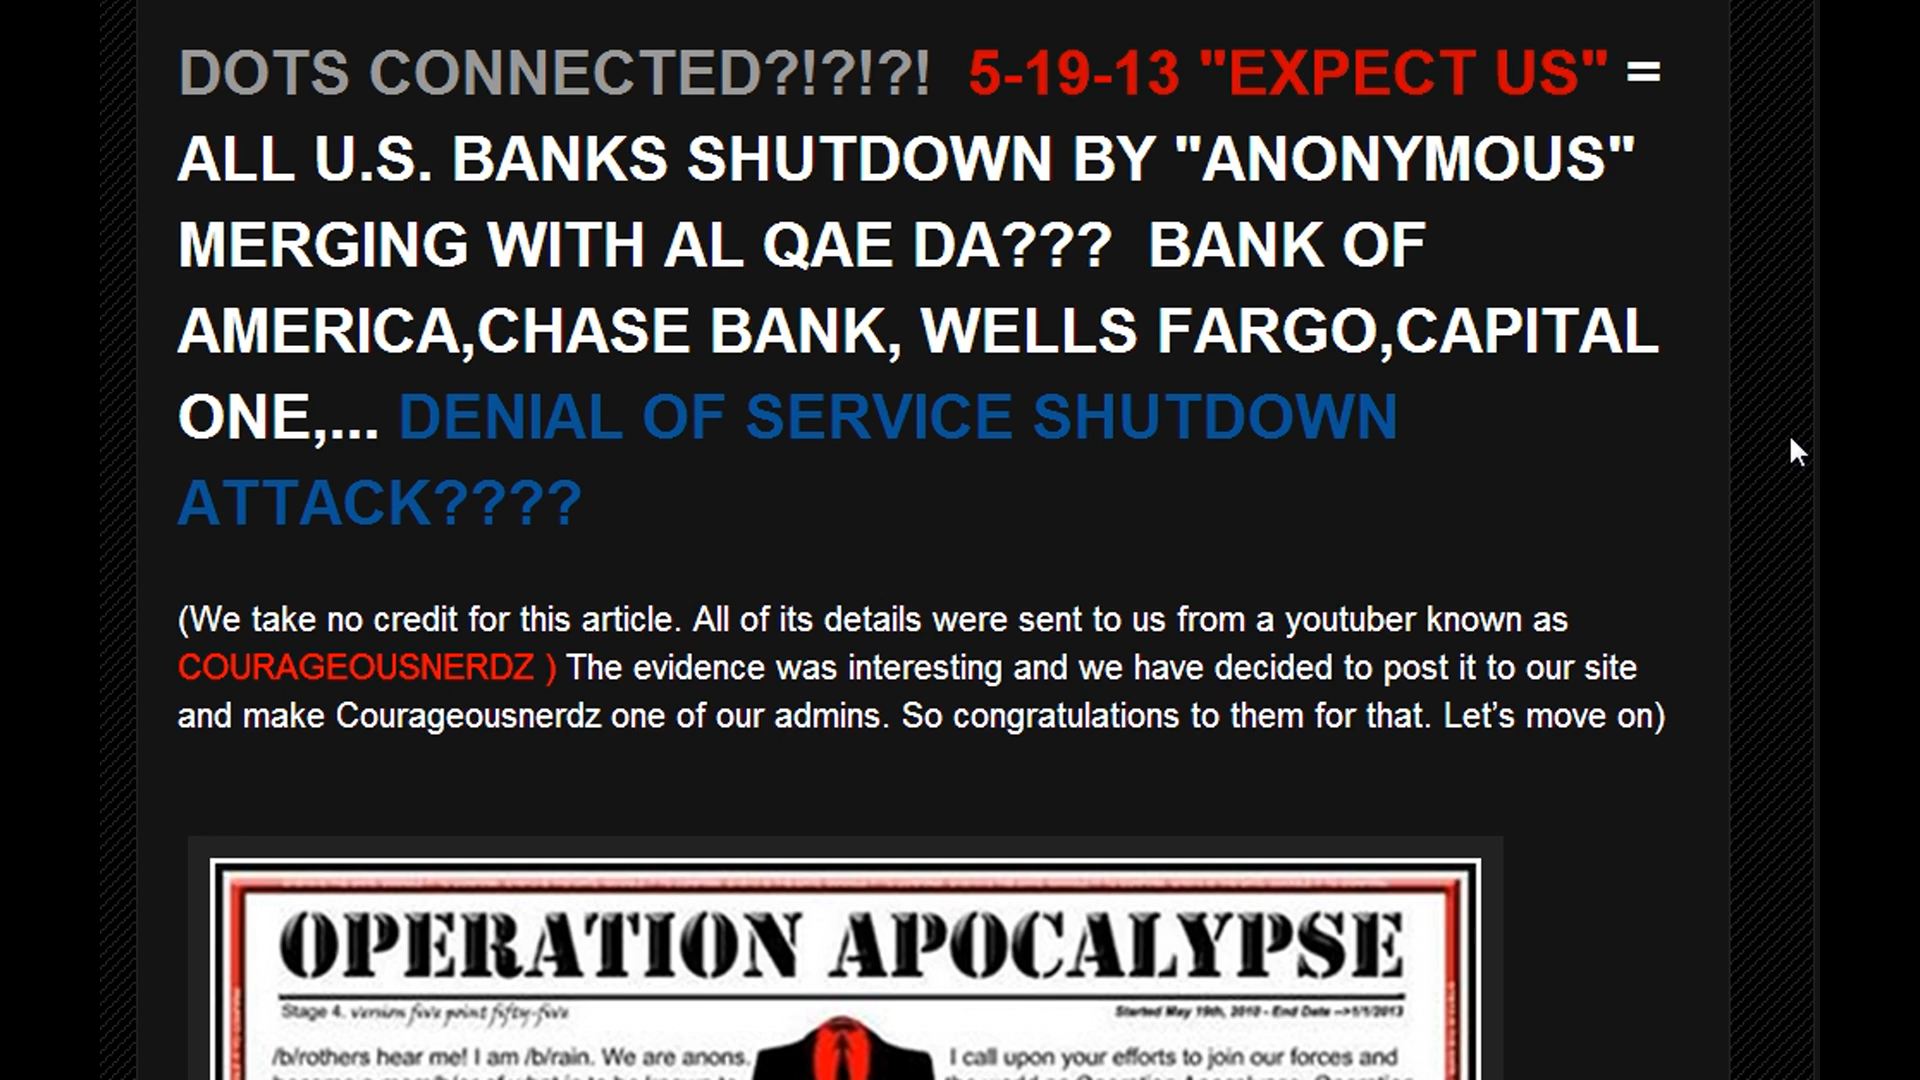 DOTS CONNECTED?!?!?!  5-19-13 "EXPECT US" =
ALL U.S. BANKS SHUTDOWN BY "ANONYMOUS"
MERGING WITH AL QAE DA???  BANK OF
AMERICA,CHASE BANK, WELLS FARGO,CAPITAL
ONE,... DENIAL OF SERVICE SHUTDOWN
ATTACK????
(We take no credit for this article. All of its details were sent to us from a youtuber known as
COURAGEOUSNERDZ ) The evidence was interesting and we have decided to post it to our site
and make Courageousnerdz one of our admins. So congratulations to them for that. Let’s move on)
OPERATION APOCALYPSE
Stage 4. version five point fifty-five
Started May 19th, 2010 - End Date -->1/1/2013
/b/rothers hear me! I am /b/rain. We are anons.
I call upon your efforts to join our forces and